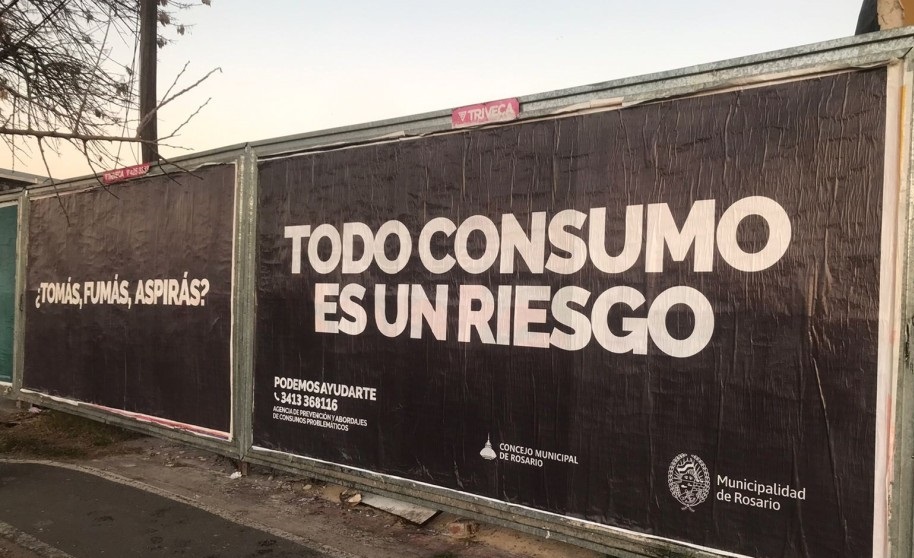 TRIVECA
¿TOMÁS, FUMÁS, ASPIRÁS?
TRIVECA
TODO CONSUMO
ES UN RIESGO
PODEMOS AYUDARTE
3413 368116
AGENCIA DE PREVENCIÓN Y ABORDAJES
DE CONSUMOS PROBLEMÁTICOS
CONCEJO MUNICIPAL
DE ROSARIO
Municipalidad
de Rosario